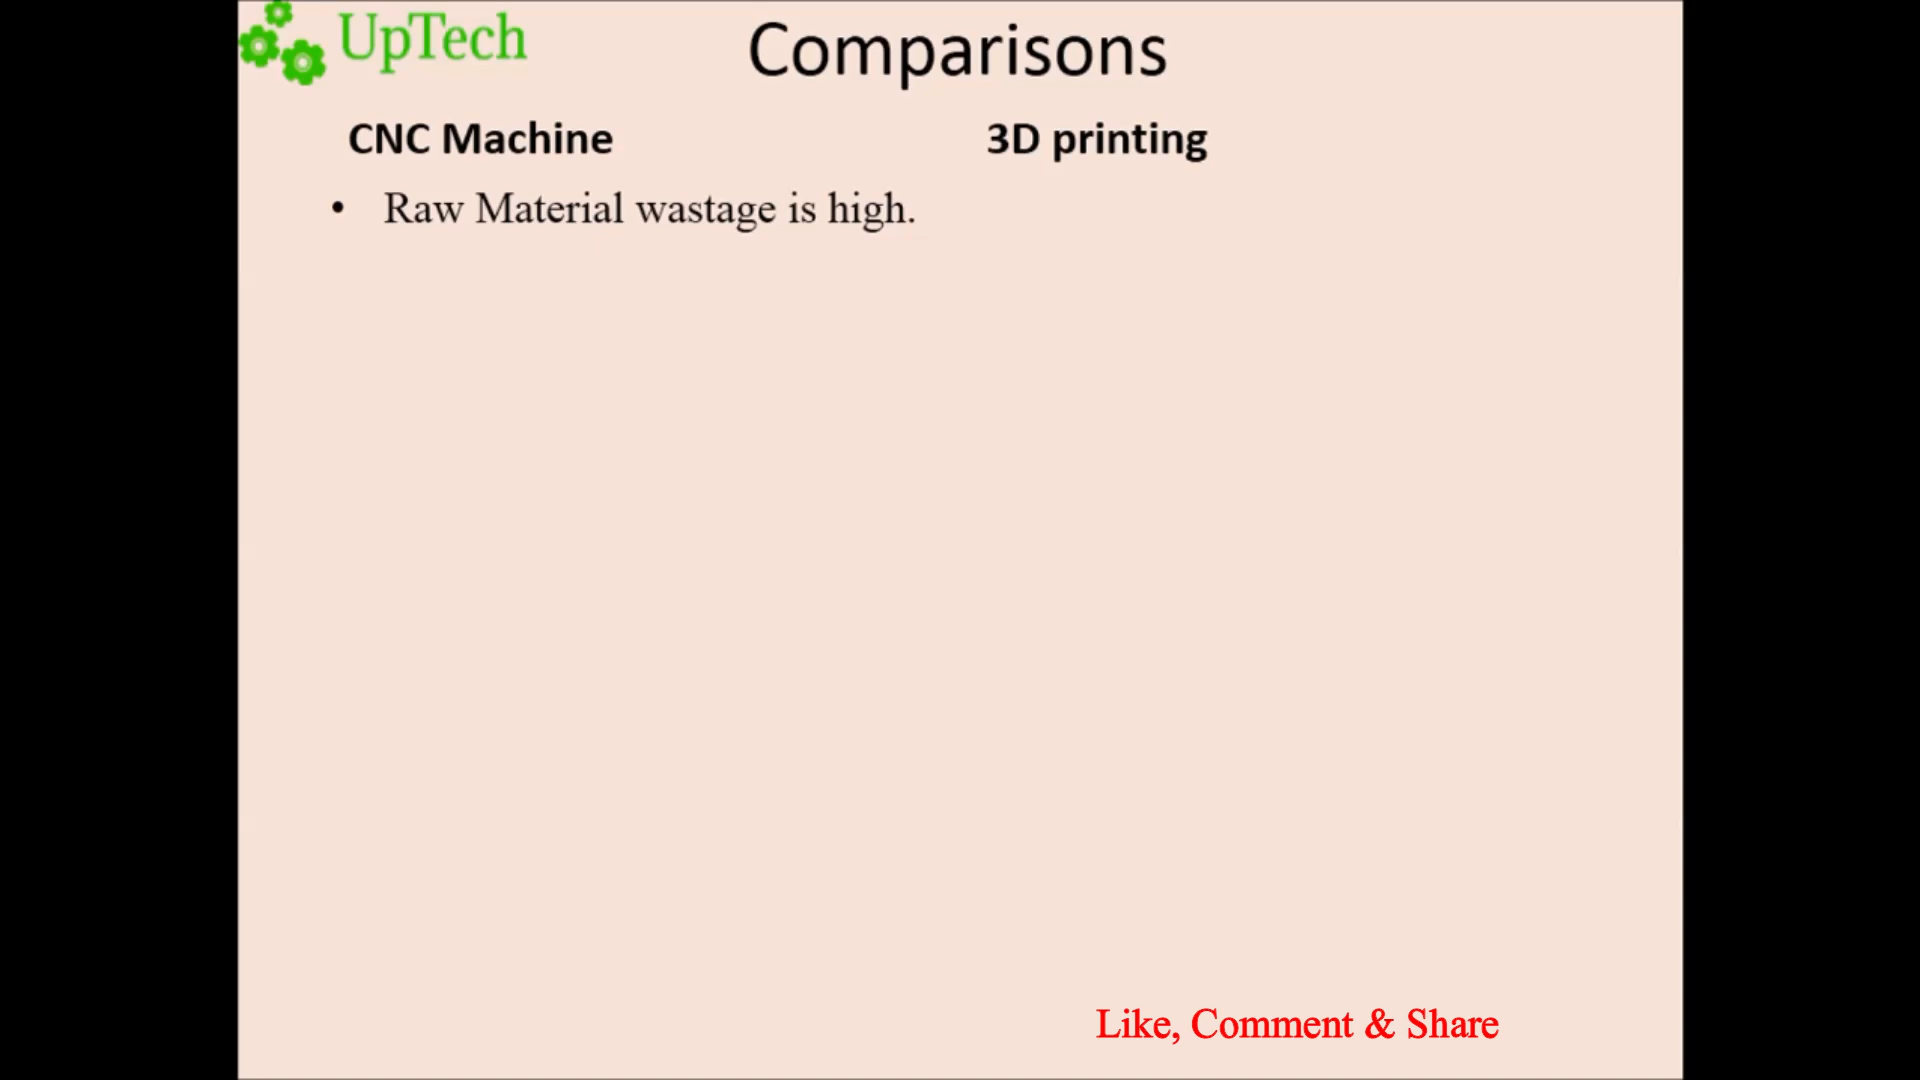 UpTech
Comparisons
CNC Machine
3D printing
• Raw Material wastage is high.
Like, Comment & Share